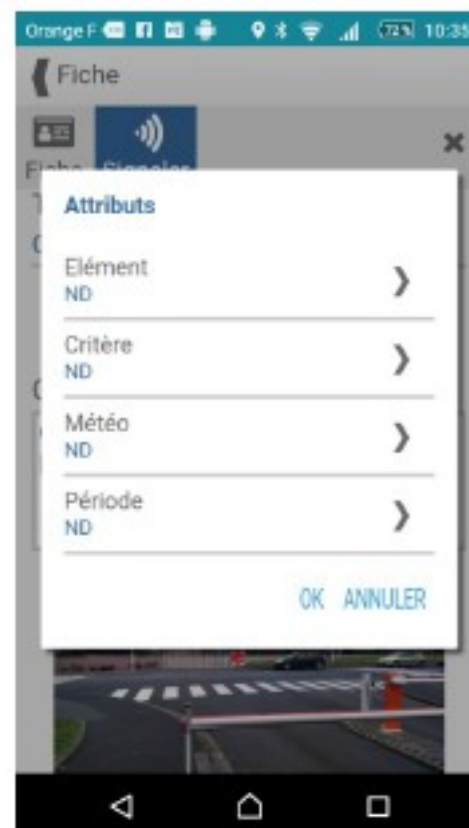 Orange F 72% 10:35
Fiche
Attributs
Elément
ND
Critère
ND
Météo
ND
Période
ND
OK ANNULER